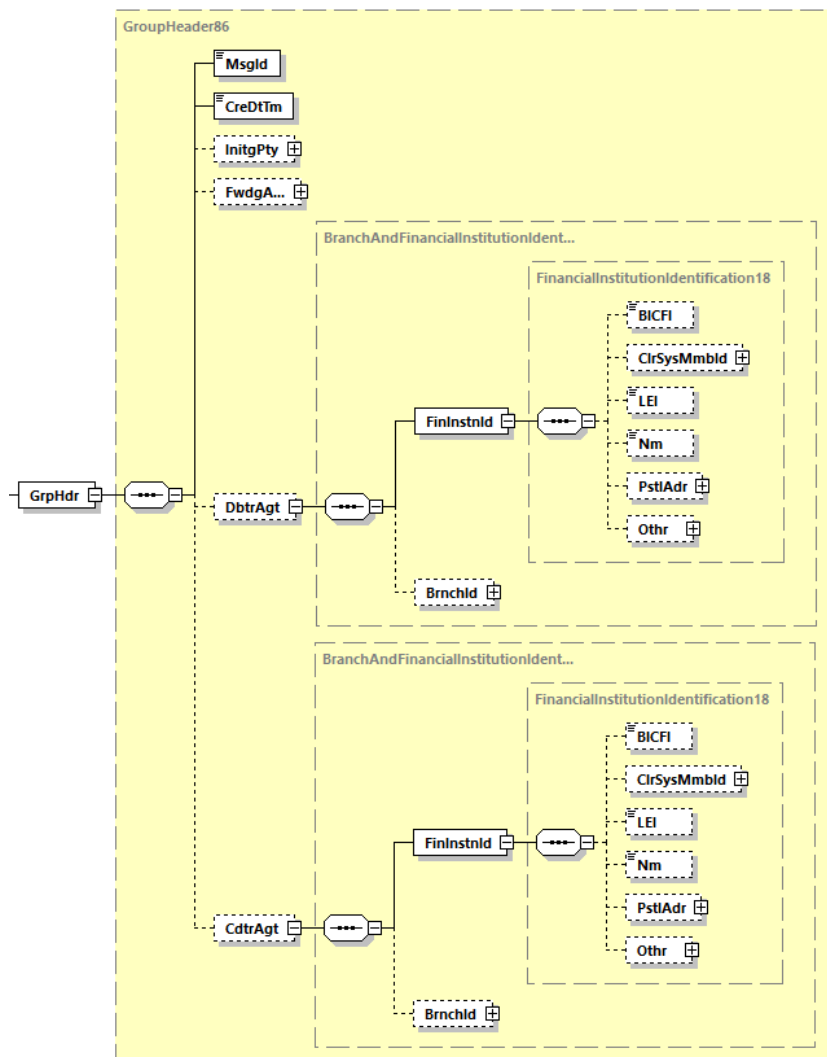 GroupHeader86
MsgId
CreDtTm
InitgPty
FwdgA...
BranchAndFinancialInstitutionIdent...
FinancialInstitutionIdentification18
BICFI
ClrSysMmbId
LEI
FinInstnId
Nm
PstlAdr
GrpHdr
DbtrAgt
Othr
BrnchId
BranchAndFinancialInstitutionIdent...
FinancialInstitutionIdentification18
BICFI
ClrSysMmbId
LEI
FinInstnId
Nm
PstlAdr
CdtrAgt
Othr
BrnchId